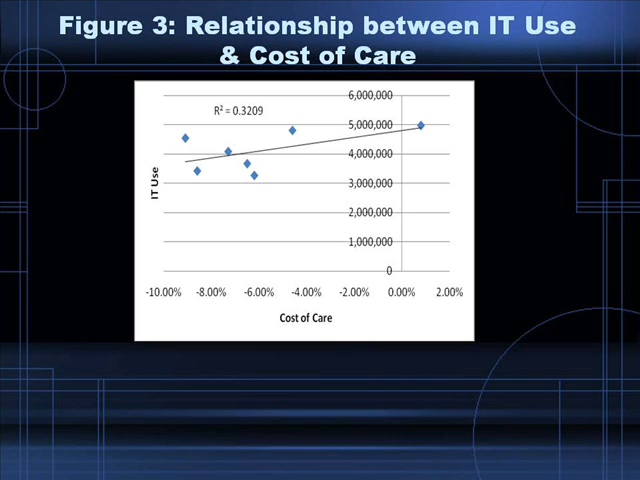 Figure 3: Relationship between IT Use
& Cost of Care
R² = 0.3209
6,000,000
5,000,000
4,000,000
3,000,000
2,000,000
1,000,000
0
IT Use
-10.00% -8.00% -6.00% -4.00% -2.00% 0.00% 2.00%
Cost of Care